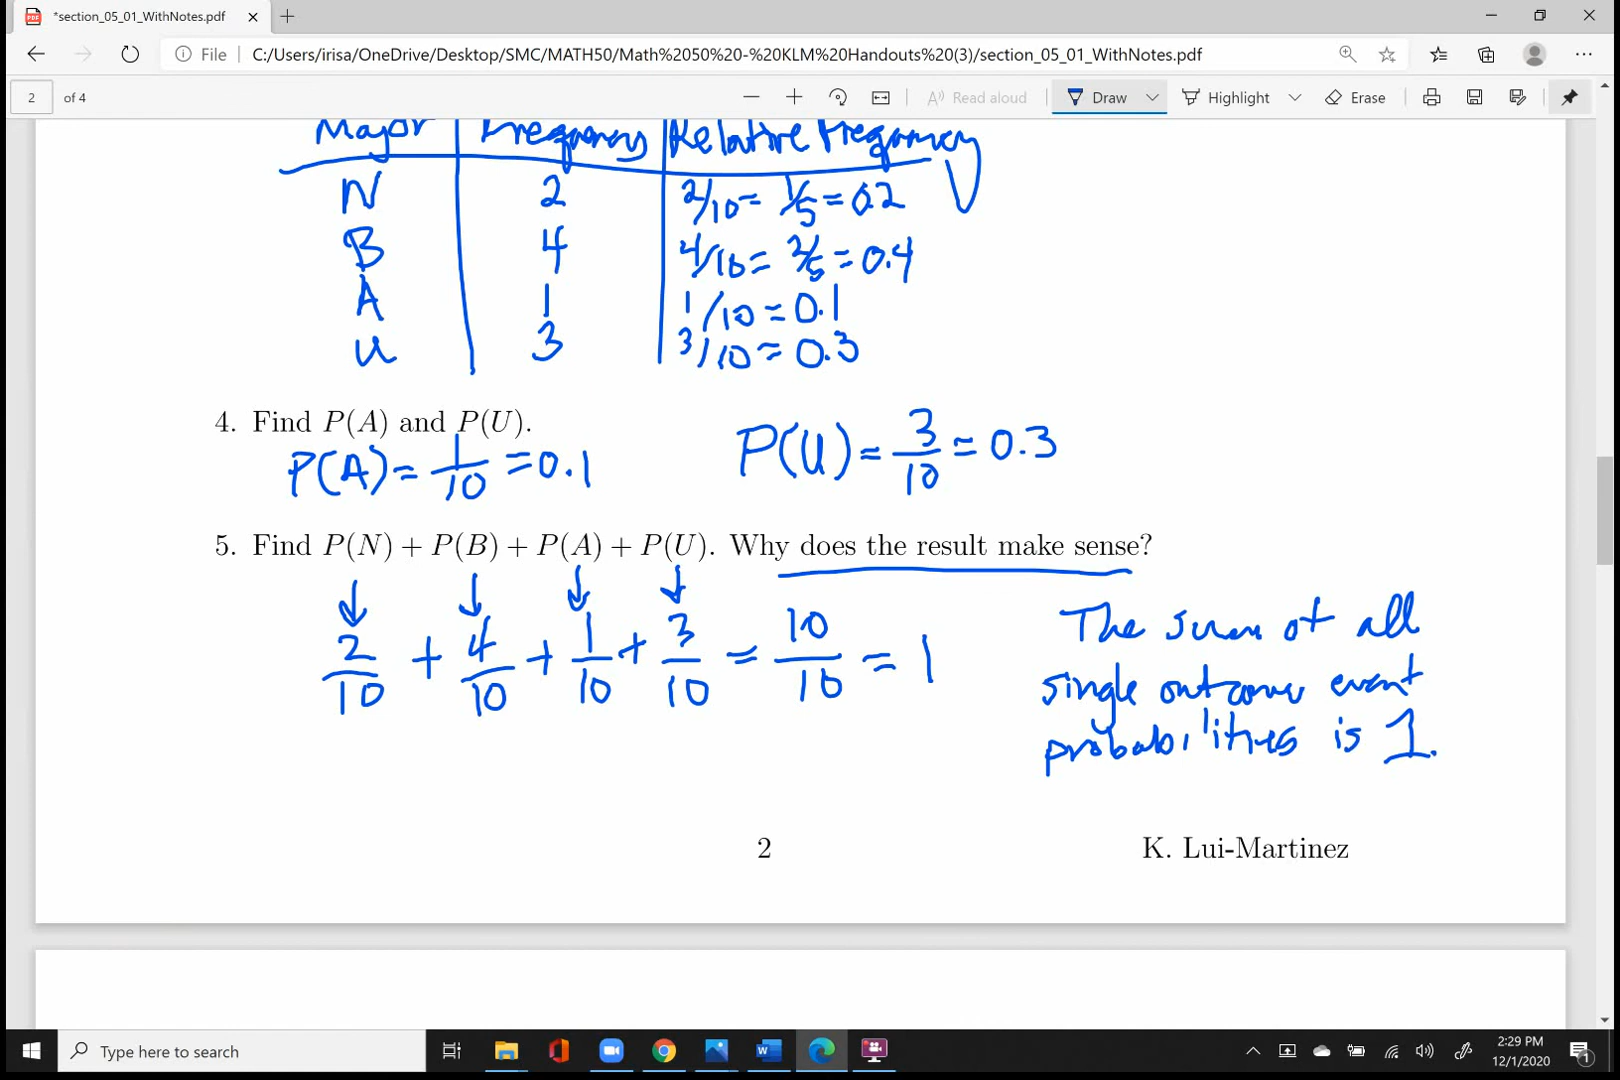 *section_05_01_WithNotes.pdf
File C:/Users/irisa/OneDrive/Desktop/SMC/MATH50/Math%2050%20-%20KLM%20Handouts%20(3)/section_05_01_WithNotes.pdf
2 of 4 Read aloud Draw Highlight Erase
Major Frequency Relative Frequency
N 2 2/10 = 1/5 = 0.2
B 4 4/10 = 2/5 = 0.4
A 1 1/10 = 0.1
U 3 3/10 = 0.3
4. Find P(A) and P(U).
P(A) = 1/10 = 0.1 P(U) = 3/10 = 0.3
5. Find P(N) + P(B) + P(A) + P(U). Why does the result make sense?
2/10 + 4/10 + 1/10 + 3/10 = 10/10 = 1
The sum of all
single outcome event
probabilities is 1.
2 K. Lui-Martinez
Type here to search
2:29 PM
12/1/2020
1